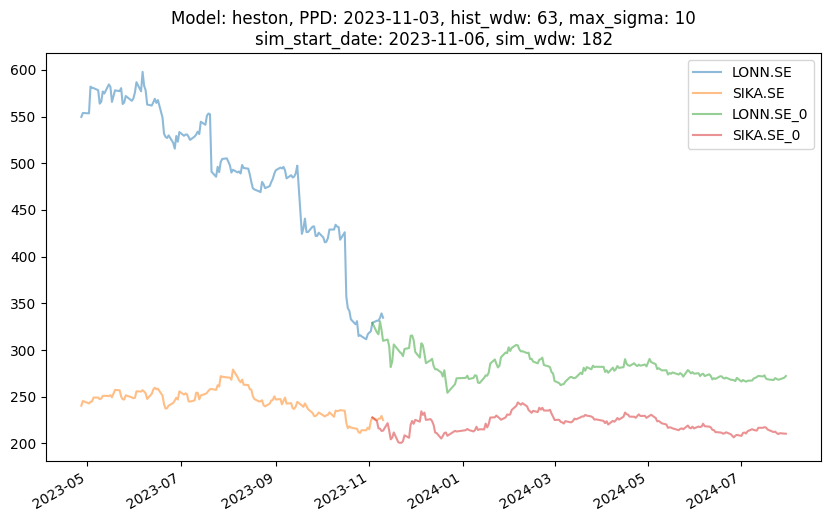 Model: heston, PPD: 2023-11-03, hist_wdw: 63, max_sigma: 10
sim_start_date: 2023-11-06, sim_wdw: 182
LONN.SE
SIKA.SE
LONN.SE_0
SIKA.SE_0
600
550
500
450
400
350
300
250
200
2023-05
2023-07
2023-09
2023-11
2024-01
2024-03
2024-05
2024-07